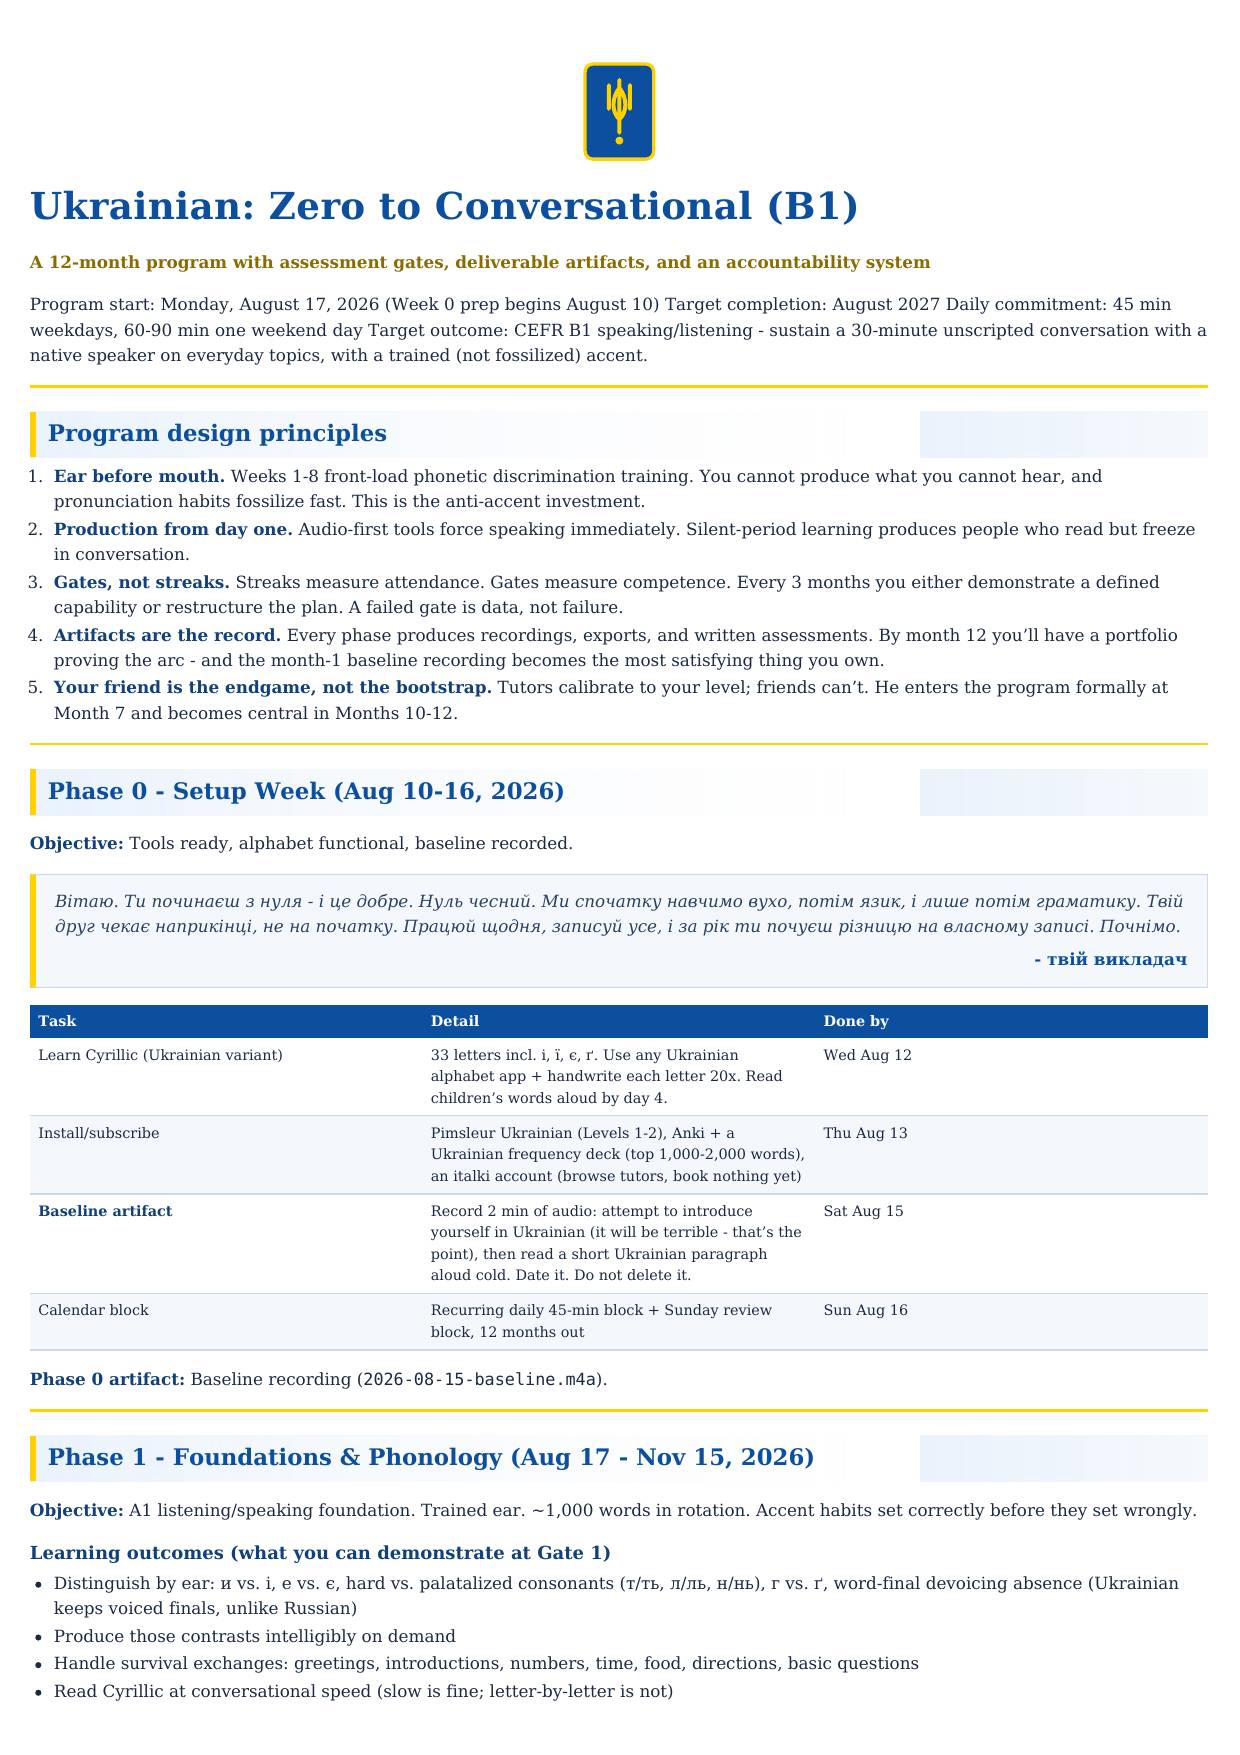 Ukrainian: Zero to Conversational (B1)
A 12-month program with assessment gates, deliverable artifacts, and an accountability system
Program start: Monday, August 17, 2026 (Week 0 prep begins August 10) Target completion: August 2027 Daily commitment: 45 min
weekdays, 60-90 min one weekend day Target outcome: CEFR B1 speaking/listening - sustain a 30-minute unscripted conversation with a
native speaker on everyday topics, with a trained (not fossilized) accent.
Program design principles
1. Ear before mouth. Weeks 1-8 front-load phonetic discrimination training. You cannot produce what you cannot hear, and
pronunciation habits fossilize fast. This is the anti-accent investment.
2. Production from day one. Audio-first tools force speaking immediately. Silent-period learning produces people who read but freeze
in conversation.
3. Gates, not streaks. Streaks measure attendance. Gates measure competence. Every 3 months you either demonstrate a defined
capability or restructure the plan. A failed gate is data, not failure.
4. Artifacts are the record. Every phase produces recordings, exports, and written assessments. By month 12 you’ll have a portfolio
proving the arc - and the month-1 baseline recording becomes the most satisfying thing you own.
5. Your friend is the endgame, not the bootstrap. Tutors calibrate to your level; friends can’t. He enters the program formally at
Month 7 and becomes central in Months 10-12.
Phase 0 - Setup Week (Aug 10-16, 2026)
Objective: Tools ready, alphabet functional, baseline recorded.
Вітаю. Ти починаєш з нуля - і це добре. Нуль чесний. Ми спочатку навчимо вухо, потім язик, і лише потім граматику. Твій
друг чекає наприкінці, не на початку. Працюй щодня, записуй усе, і за рік ти почуєш різницю на власному записі. Почнімо.
- твій викладач
Task Detail Done by
Learn Cyrillic (Ukrainian variant) 33 letters incl. і, ї, є, ґ. Use any Ukrainian Wed Aug 12
alphabet app + handwrite each letter 20x. Read
children’s words aloud by day 4.
Install/subscribe Pimsleur Ukrainian (Levels 1-2), Anki + a Thu Aug 13
Ukrainian frequency deck (top 1,000-2,000 words),
an italki account (browse tutors, book nothing yet)
Baseline artifact Record 2 min of audio: attempt to introduce Sat Aug 15
yourself in Ukrainian (it will be terrible - that’s the
point), then read a short Ukrainian paragraph
aloud cold. Date it. Do not delete it.
Calendar block Recurring daily 45-min block + Sunday review Sun Aug 16
block, 12 months out
Phase 0 artifact: Baseline recording (2026-08-15-baseline.m4a).
Phase 1 - Foundations & Phonology (Aug 17 - Nov 15, 2026)
Objective: A1 listening/speaking foundation. Trained ear. ~1,000 words in rotation. Accent habits set correctly before they set wrongly.
Learning outcomes (what you can demonstrate at Gate 1)
• Distinguish by ear: и vs. і, е vs. є, hard vs. palatalized consonants (т/ть, л/ль, н/нь), г vs. ґ, word-final devoicing absence (Ukrainian
keeps voiced finals, unlike Russian)
• Produce those contrasts intelligibly on demand
• Handle survival exchanges: greetings, introductions, numbers, time, food, directions, basic questions
• Read Cyrillic at conversational speed (slow is fine; letter-by-letter is not)